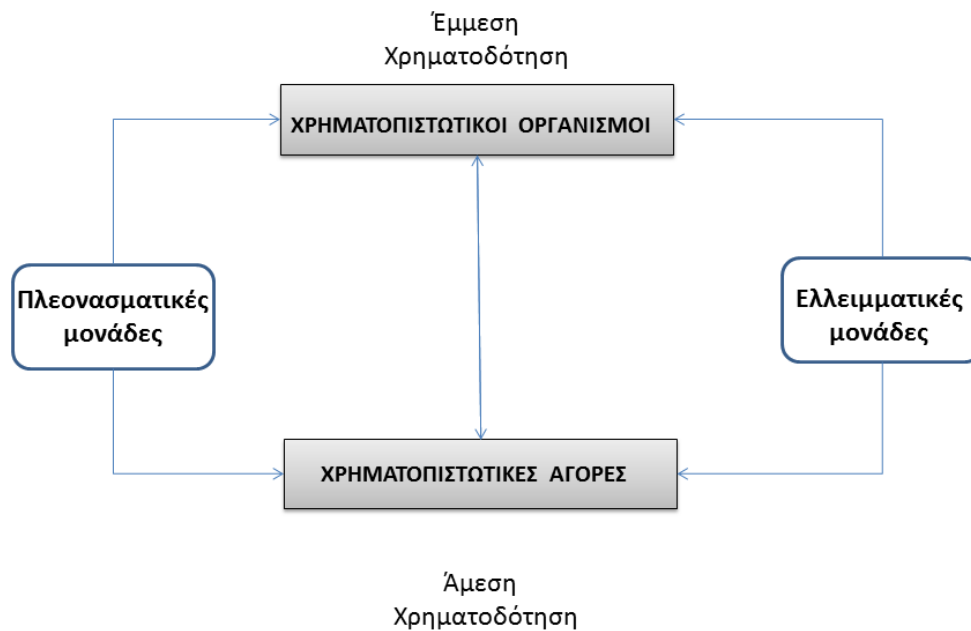 Έμμεση
Χρηματοδότηση
ΧΡΗΜΑΤΟΠΙΣΤΩΤΙΚΟΙ ΟΡΓΑΝΙΣΜΟΙ
Πλεονασματικές
μονάδες
Ελλειμματικές
μονάδες
ΧΡΗΜΑΤΟΠΙΣΤΩΤΙΚΕΣ ΑΓΟΡΕΣ
Άμεση
Χρηματοδότηση